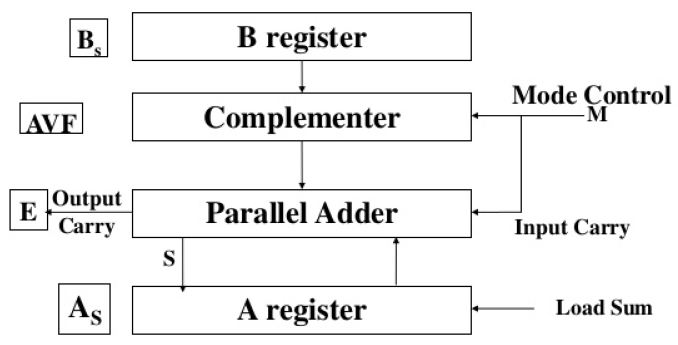 B register
Bs
Mode Control
M
Complementer
AVF
Output
Carry
E
Parallel Adder
Input Carry
S
As
A register
Load Sum